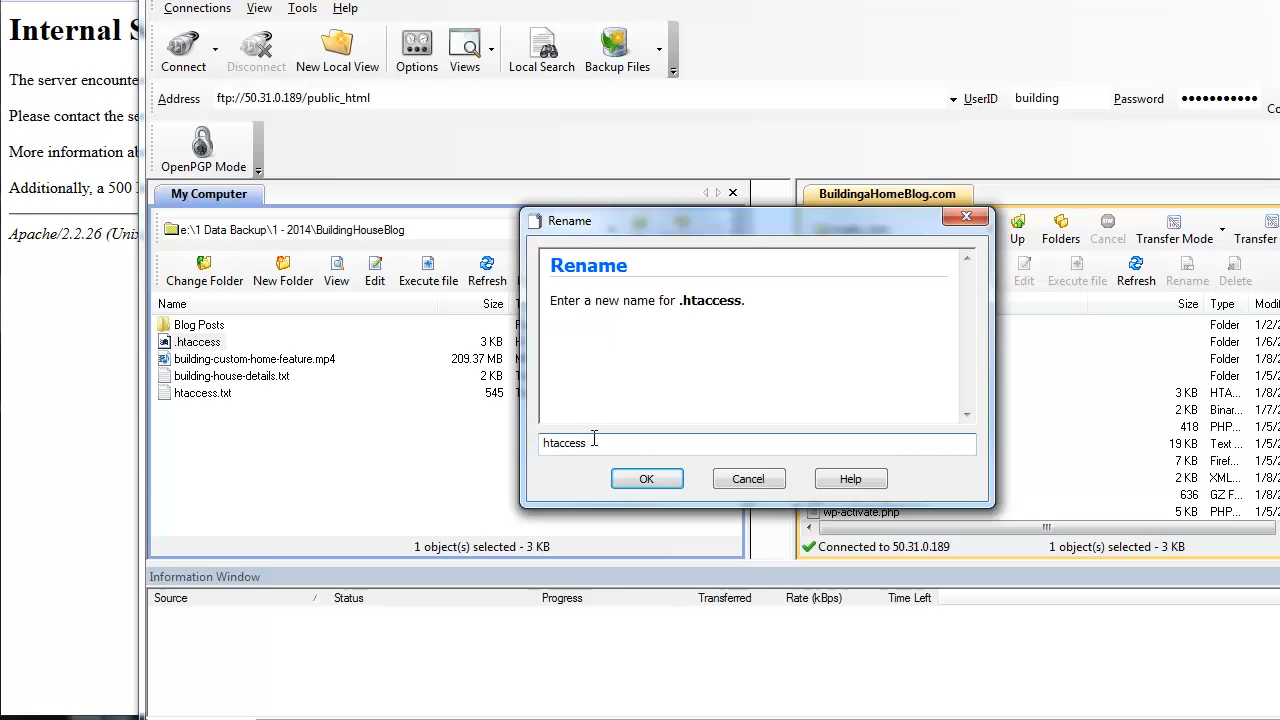 Internal S
The server encounte
Please contact the se
More information ab
Additionally, a 500
Apache/2.2.26 (Unix
Connections View Tools Help
Connect Disconnect New Local View Options Views Local Search Backup Files
Address ftp://50.31.0.189/public_html UserID building Password ●●●●●●●●●●●
OpenPGP Mode
My Computer
e:\1 Data Backup\1 - 2014\BuildingHouseBlog
Change Folder New Folder View Edit Execute file Refresh
Name Size
Blog Posts
.htaccess 3 KB
building-custom-home-feature.mp4 209.37 MB
building-house-details.txt 2 KB
htaccess.txt 545
1 object(s) selected - 3 KB
Rename
Rename
Enter a new name for .htaccess.
htaccess
OK Cancel Help
BuildingaHomeBlog.com
Up Folders Cancel Transfer Mode Transfer
Edit Execute file Refresh Rename Delete
Size Type Modi
Folder 1/2/
Folder 1/6/
Folder 1/8/
Folder 1/5/
3 KB HTA... 1/6/
2 KB Binar... 1/5/2
418 PHP... 1/5/2
19 KB Text ... 1/5/2
7 KB Firef... 1/5/2
2 KB XML... 1/8/2
636 GZ F... 1/8/2
wp-activate.php 5 KB PHP... 1/5/2
Connected to 50.31.0.189 1 object(s) selected - 3 KB
Information Window
Source / Status Progress Transferred Rate (kBps) Time Left